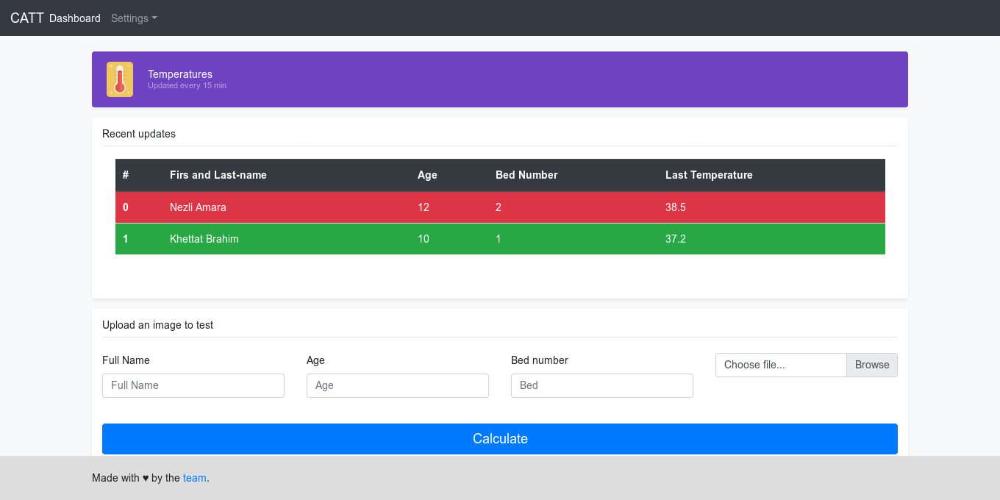 CATT Dashboard Settings
Temperatures
Updated every 15 min
Recent updates
# Firs and Last-name Age Bed Number Last Temperature
0 Nezli Amara 12 2 38.5
1 Khettat Brahim 10 1 37.2
Upload an image to test
Full Name Age Bed number
Choose file... Browse
Full Name Age Bed
Calculate
Made with ♥ by the team.